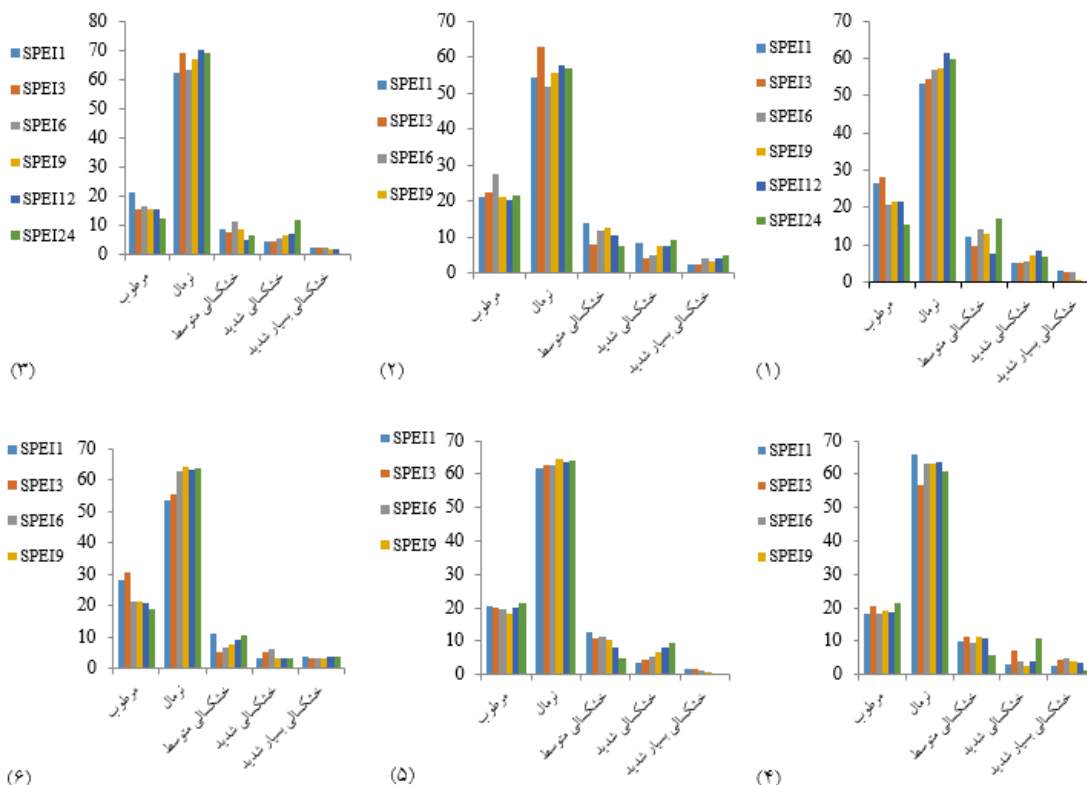 80
70
60
50
40
30
20
10
0
SPEI1
SPEI3
SPEI6
SPEI9
SPEI12
SPEI24
مرطوب
نرمال
خشکسالی متوسط
خشکسالی شدید
خشکسالی بسیار شدید
(۳)
70
60
50
40
30
20
10
0
SPEI1
SPEI3
SPEI6
SPEI9
مرطوب
نرمال
خشکسالی متوسط
خشکسالی شدید
خشکسالی بسیار شدید
(۲)
70
60
50
40
30
20
10
0
SPEI1
SPEI3
SPEI6
SPEI9
SPEI12
SPEI24
مرطوب
نرمال
خشکسالی متوسط
خشکسالی شدید
خشکسالی بسیار شدید
(۱)
70
60
50
40
30
20
10
0
SPEI1
SPEI3
SPEI6
SPEI9
مرطوب
نرمال
خشکسالی متوسط
خشکسالی شدید
خشکسالی بسیار شدید
(۶)
70
60
50
40
30
20
10
0
SPEI1
SPEI3
SPEI6
SPEI9
مرطوب
نرمال
خشکسالی متوسط
خشکسالی شدید
خشکسالی بسیار شدید
(۵)
70
60
50
40
30
20
10
0
SPEI1
SPEI3
SPEI6
SPEI9
مرطوب
نرمال
خشکسالی متوسط
خشکسالی شدید
خشکسالی بسیار شدید
(۴)